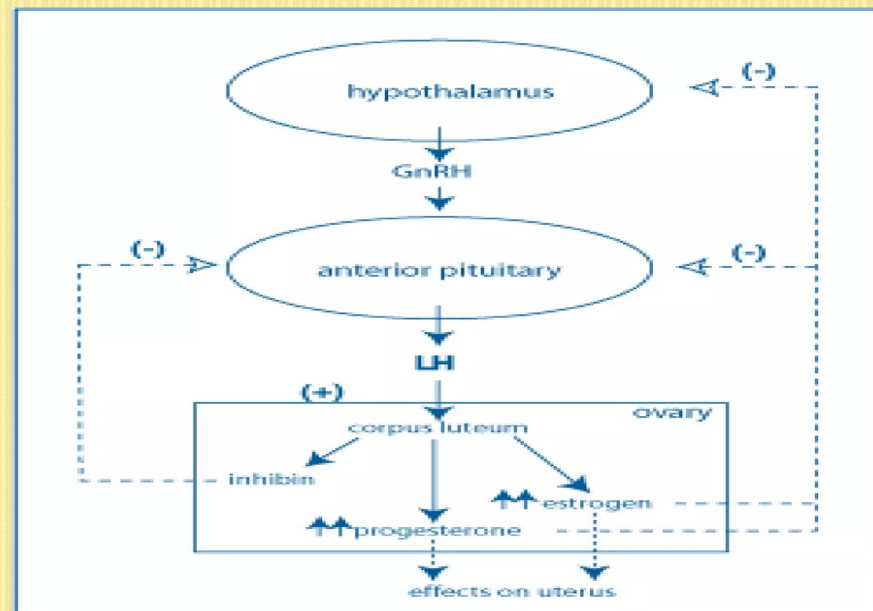 hypothalamus
(-)
GnRH
(-)
anterior pituitary
(-)
LH
(+)
ovary
corpus luteum
inhibin
estrogen
progesterone
effects on uterus